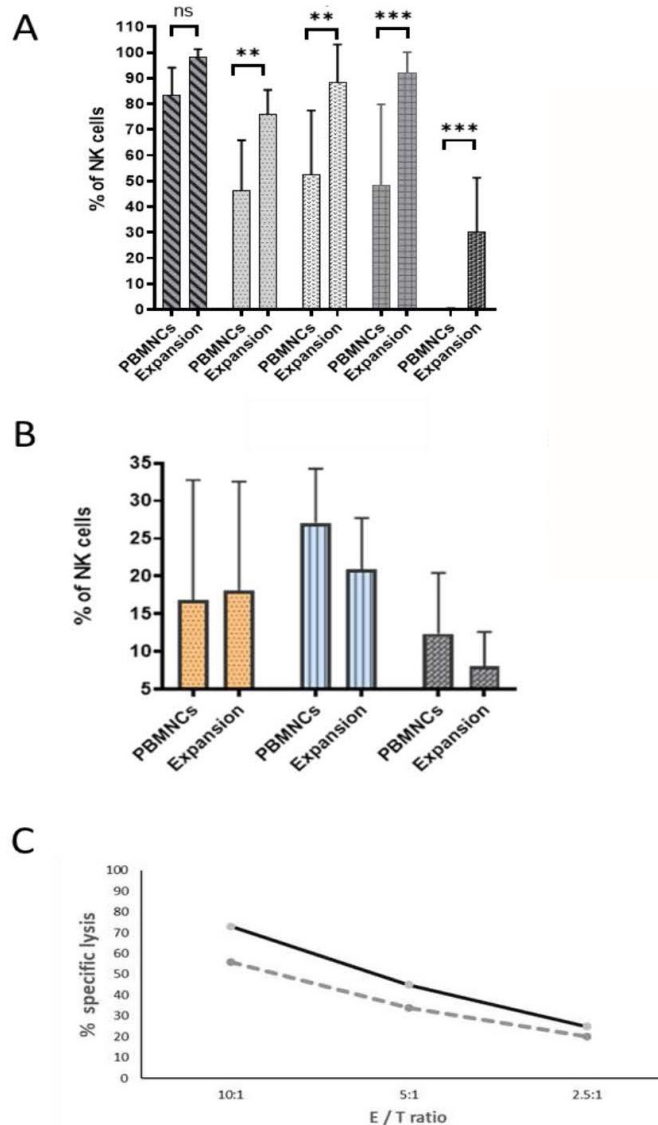 A
ns
**
**
***
***
110
100
90
80
70
60
50
40
30
20
10
0
% of NK cells
PBMNCs
Expansion
PBMNCs
Expansion
PBMNCs
Expansion
PBMNCs
Expansion
PBMNCs
Expansion
B
35
30
25
20
15
10
5
% of NK cells
PBMNCs
Expansion
PBMNCs
Expansion
PBMNCs
Expansion
C
100
90
80
70
60
50
40
30
20
10
0
% specific lysis
10:1
5:1
2.5:1
E / T ratio